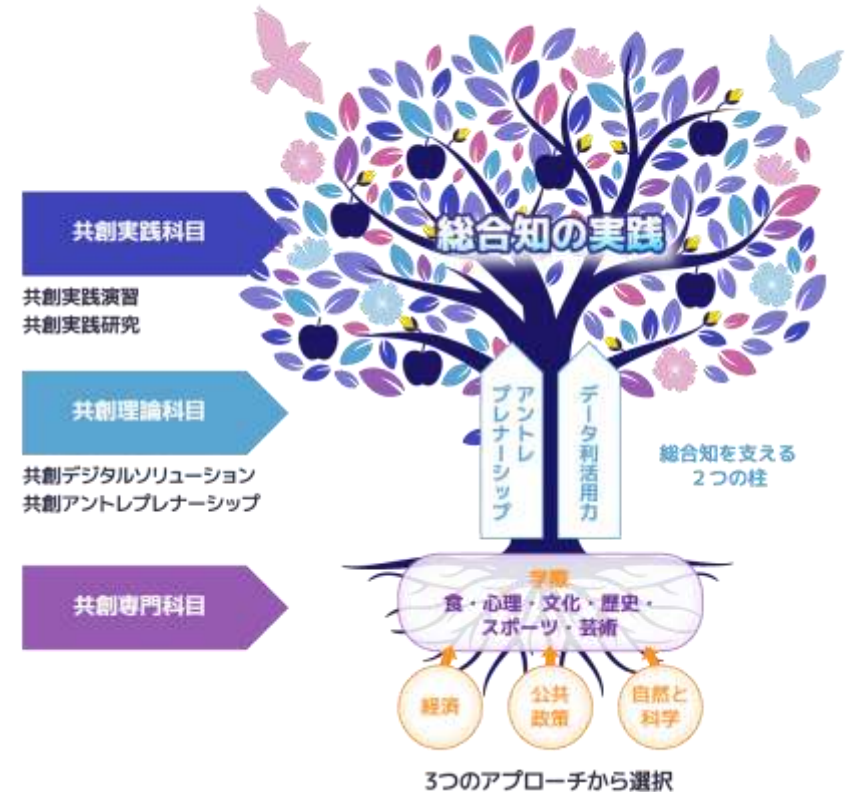 総合知の実践
共創実践科目
共創実践演習
共創実践研究
共創理論科目
共創デジタルソリューション
共創アントレプレナーシップ
アントレ
プレナーシップ
データ利活用力
総合知を支える
2つの柱
共創専門科目
学際
食・心理・文化・歴史・
スポーツ・芸術
経済
公共
政策
自然と
科学
3つのアプローチから選択